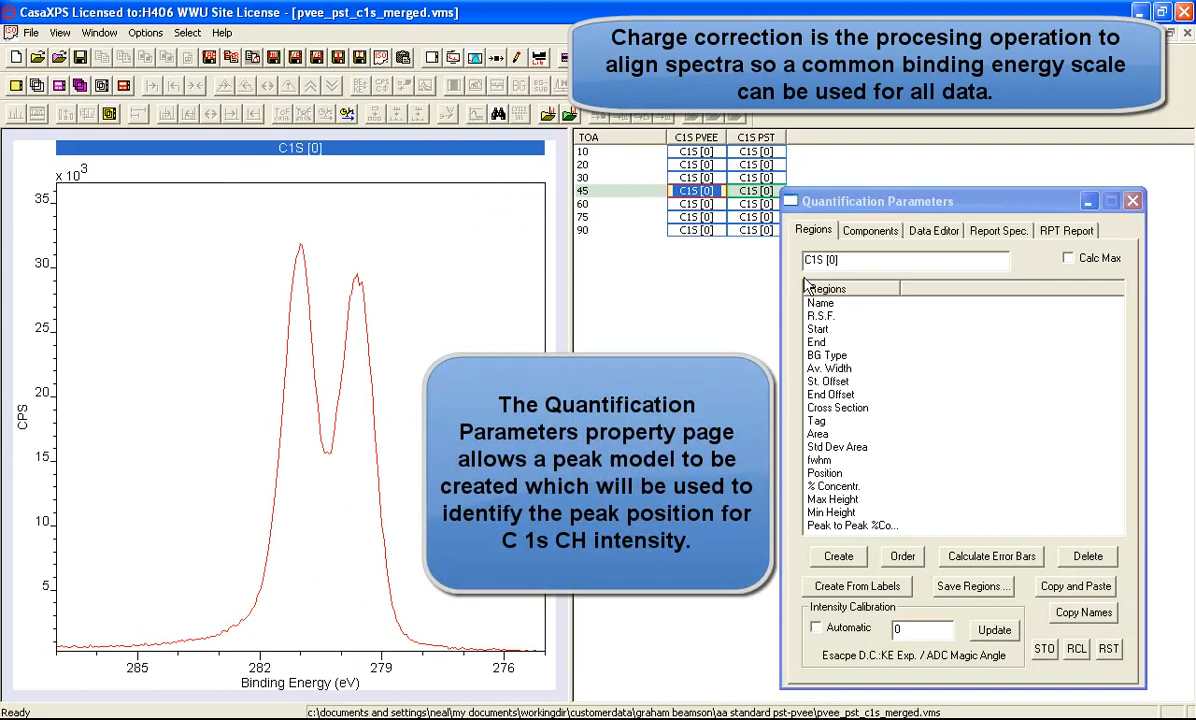 CasaXPS Licensed to:H406 WWU Site License - [pvee_pst_c1s_merged.vms]
File View Window Options Select Help
Charge correction is the procesing operation to
align spectra so a common binding energy scale
can be used for all data.
C1S [0]
x 10 3
35
30
25
20
15
10
5
CPS
285 282 279 276
Binding Energy (eV)
TOA C1S PVEE C1S PST
10 C1S [0] C1S [0]
20 C1S [0] C1S [0]
30 C1S [0] C1S [0]
45 C1S [0] C1S [0]
60 C1S [0] C1S [0]
75 C1S [0] C1S [0]
90 C1S [0] C1S [0]
The Quantification
Parameters property page
allows a peak model to be
created which will be used to
identify the peak position for
C 1s CH intensity.
Quantification Parameters
Regions Components Data Editor Report Spec. RPT Report
C1S [0] Calc Max
Regions
Name
R.S.F.
Start
End
BG Type
Av. Width
St. Offset
End Offset
Cross Section
Tag
Area
Std Dev Area
fwhm
Position
% Concentr.
Max Height
Min Height
Peak to Peak %Co...
Create Order Calculate Error Bars Delete
Create From Labels Save Regions ... Copy and Paste
Intensity Calibration Copy Names
Automatic 0 Update
Esacpe D.C.:KE Exp. / ADC Magic Angle STO RCL RST
Ready c:\documents and settings\neal\my documents\workingdir\customerdata\graham beamson\aa standard pst-pvee\pvee_pst_c1s_merged.vms